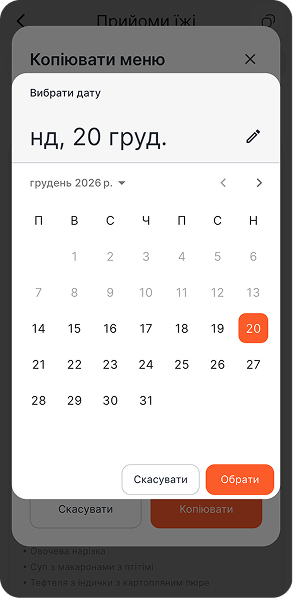 Прийоми їжі
Копіювати меню
Вибрати дату
нд, 20 груд.
грудень 2026 р.
П В С Ч П С Н
1 2 3 4 5 6
7 8 9 10 11 12 13
14 15 16 17 18 19 20
21 22 23 24 25 26 27
28 29 30 31
Скасувати Обрати
Скасувати Копіювати
• Овочева нарізка
• Суп з макаронами з птітімі
• Тефтеля з індички з картопляним пюре